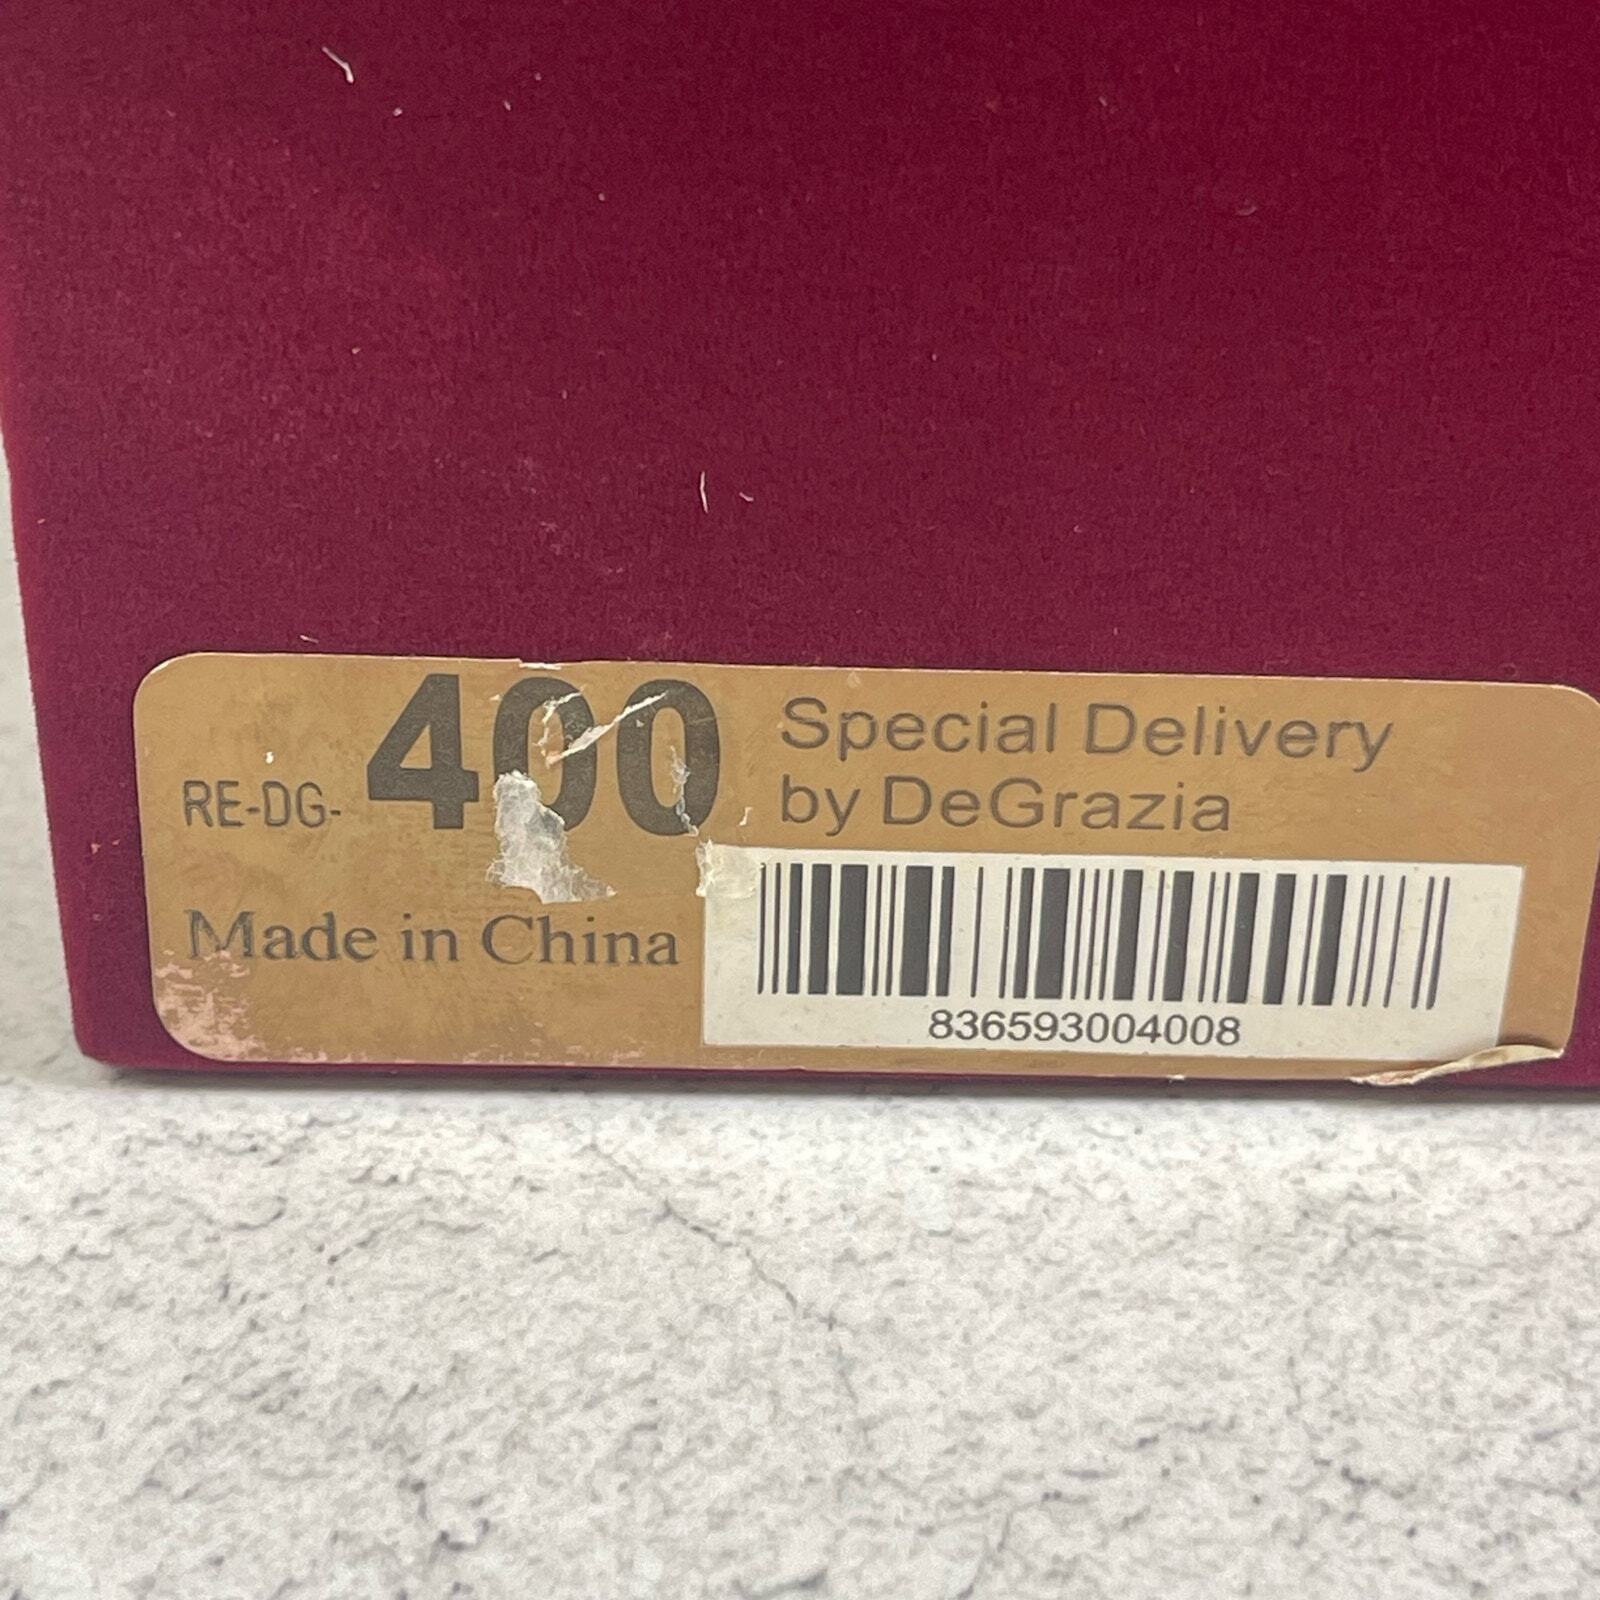 RE-DG-400
Special Delivery
by DeGrazia
Made in China
836593004008